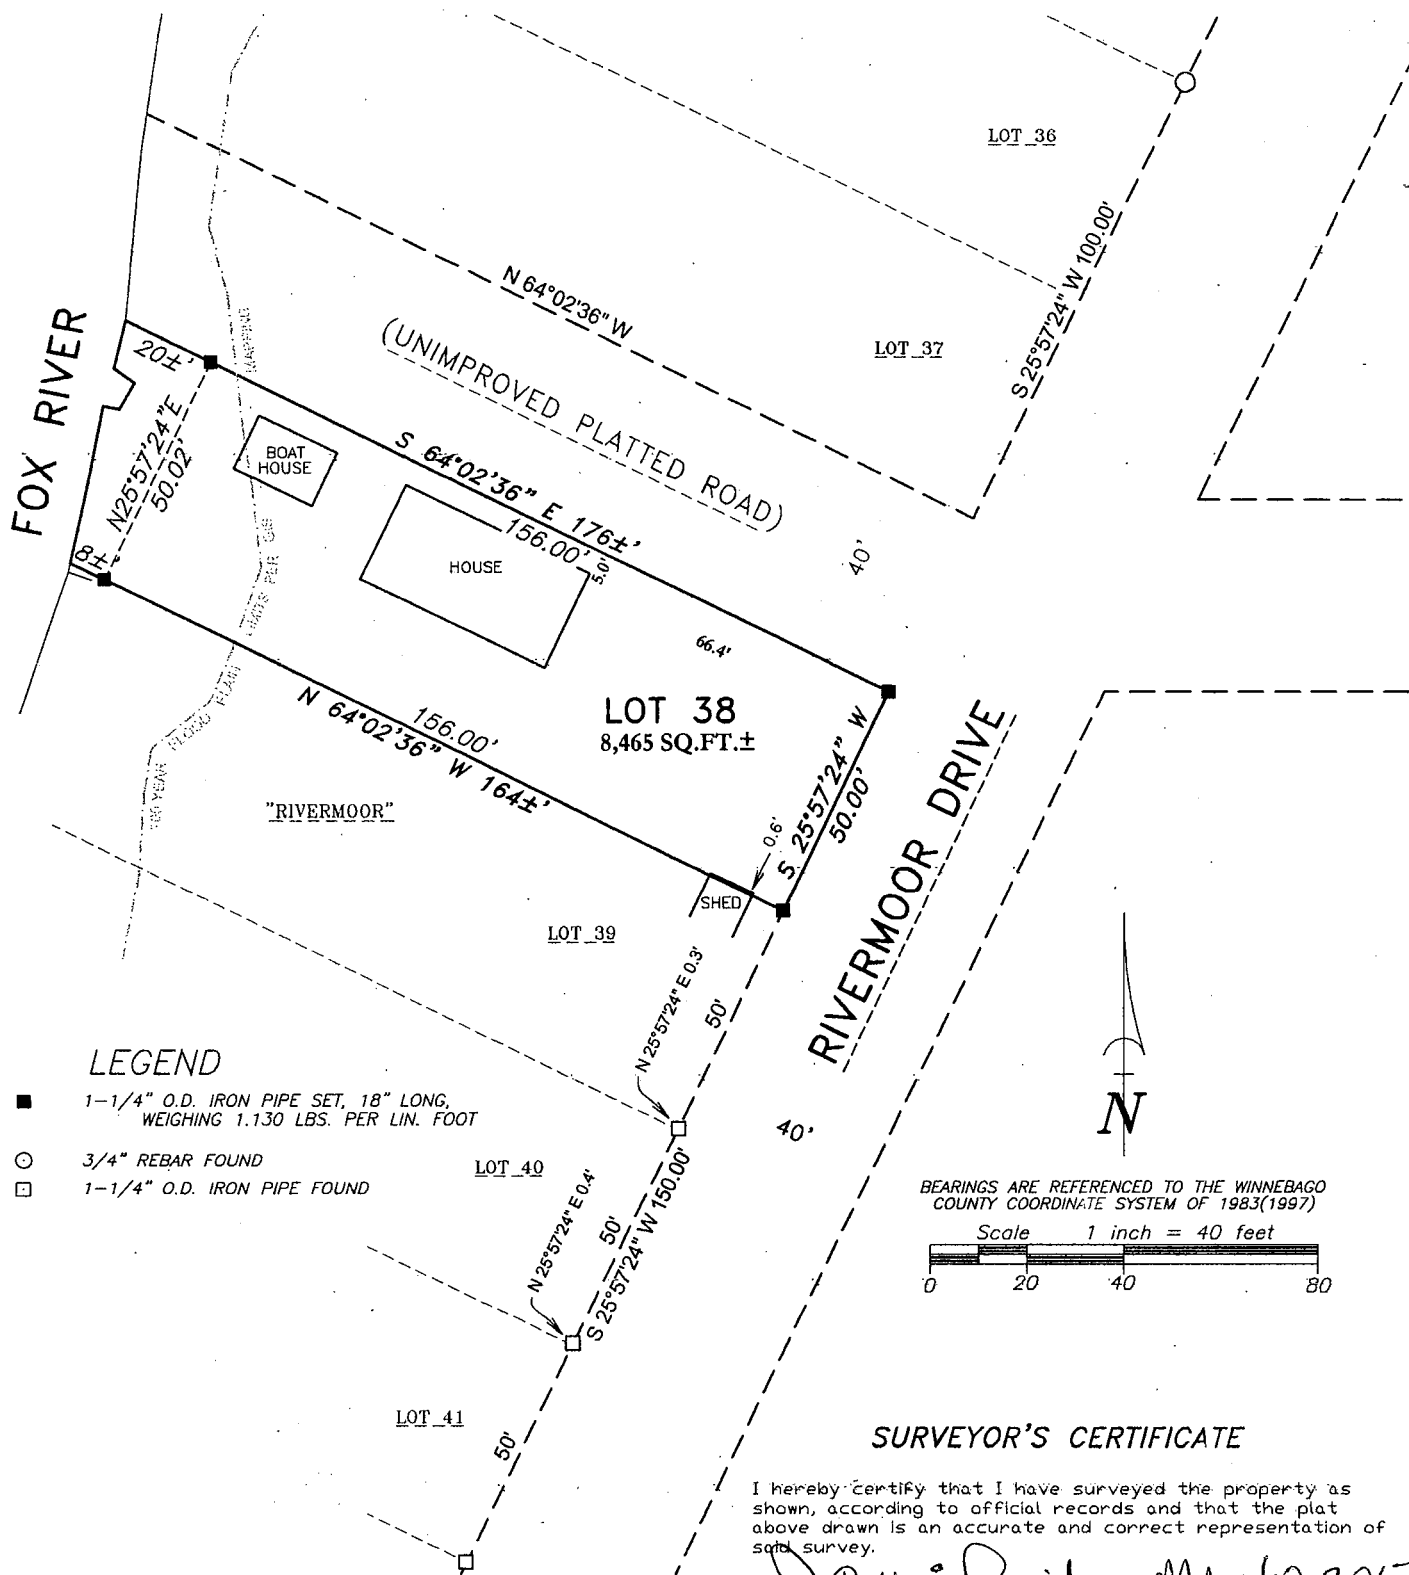 LOT 36
S 25°57'24" W 100.00'
N 64°02'36" W
LOT 37
(UNIMPROVED PLATTED ROAD)
FOX RIVER
20±'
N25°57'24"E
50.02'
8±'
BOAT
HOUSE
S 64°02'36" E 176±'
156.00'
5.0'
HOUSE
40'
66.4'
LOT 38
8,465 SQ.FT.±
156.00'
N 64°02'36" W 164±'
S 25°57'24" W
50.00'
RIVERMOOR DRIVE
100 YEAR FLOOD PLAIN LIMITS PER GIS MAPPING
"RIVERMOOR"
0.6'
SHED
LOT 39
N 25°57'24" E 0.3'
50'
40'
LEGEND
1-1/4" O.D. IRON PIPE SET, 18" LONG,
WEIGHING 1.130 LBS. PER LIN. FOOT
3/4" REBAR FOUND
1-1/4" O.D. IRON PIPE FOUND
LOT 40
N 25°57'24" E 0.4'
50'
S 25°57'24" W 150.00'
LOT 41
50'
N
BEARINGS ARE REFERENCED TO THE WINNEBAGO
COUNTY COORDINATE SYSTEM OF 1983(1997)
Scale 1 inch = 40 feet
0 20 40 80
SURVEYOR'S CERTIFICATE
I hereby certify that I have surveyed the property as
shown, according to official records and that the plat
above drawn is an accurate and correct representation of
said survey.